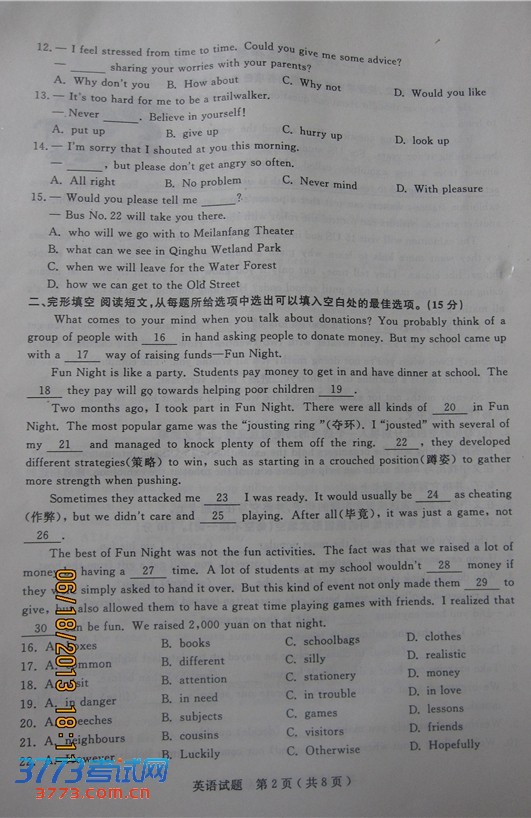 12. — I feel stressed from time to time. Could you give me some advice?
— ______ sharing your worries with your parents?
A. Why don't you B. How about C. Why not D. Would you like
13. — It's too hard for me to be a trailwalker.
— Never ______. Believe in yourself!
A. put up B. give up C. hurry up D. look up
14. — I'm sorry that I shouted at you this morning.
— ______, but please don't get angry so often.
A. All right B. No problem C. Never mind D. With pleasure
15. — Would you please tell me ______?
— Bus No. 22 will take you there.
A. who will we go with to Meilanfang Theater
B. what can we see in Qinghu Wetland Park
C. when we will leave for the Water Forest
D. how we can get to the Old Street
二、完形填空 阅读短文,从每题所给选项中选出可以填入空白处的最佳选项。(15 分)
What comes to your mind when you talk about donations? You probably think of a
group of people with 16 in hand asking people to donate money. But my school came up
with a 17 way of raising funds—Fun Night.
Fun Night is like a party. Students pay money to get in and have dinner at school. The
18 they pay will go towards helping poor children 19 .
Two months ago, I took part in Fun Night. There were all kinds of 20 in Fun
Night. The most popular game was the "jousting ring "(夺环). I "jousted" with several of
my 21 and managed to knock plenty of them off the ring. 22 , they developed
different strategies(策略) to win, such as starting in a crouched position(蹲姿) to gather
more strength when pushing.
Sometimes they attacked me 23 I was ready. It would usually be 24 as cheating
(作弊), but we didn't care and 25 playing. After all(毕竟), it was just a game, not
26 .
The best of Fun Night was not the fun activities. The fact was that we raised a lot of
money having a 27 time. A lot of students at my school wouldn't 28 money if
they simply asked to hand it over. But this kind of event not only made them 29 to
give, but also allowed them to have a great time playing games with friends. I realized that
30 can be fun. We raised 2,000 yuan on that night.
16. A. boxes B. books C. schoolbags D. clothes
17. A. common B. different C. silly D. realistic
18. A. visit B. attention C. stationery D. money
19. A. in danger B. in need C. in trouble D. in love
20. A. speeches B. subjects C. games D. lessons
21. A. neighbours B. cousins C. visitors D. friends
22. A. However B. Luckily C. Otherwise D. Hopefully
英语试题 第 2 页 ( 共 8 页 )
06/18/2013 18:1
3773考试网
3773.com.cn